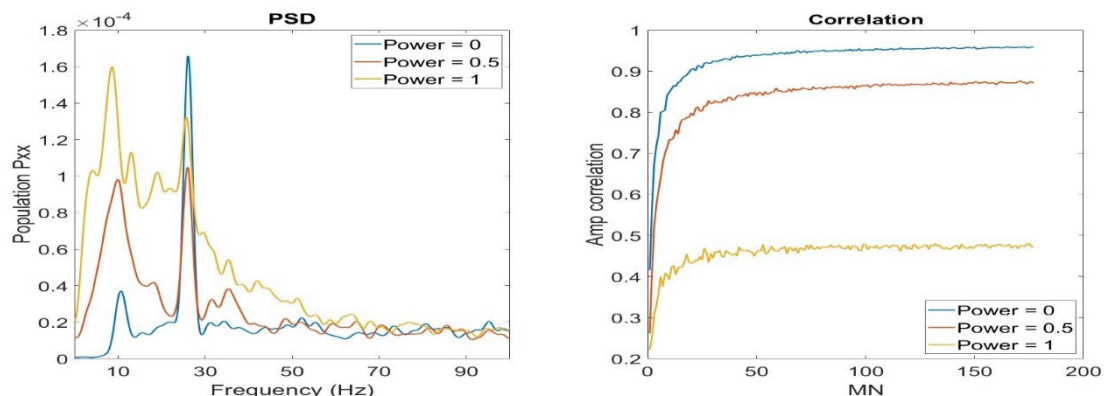 PSD
×10⁻⁴
1.8
1.6
1.4
1.2
1
0.8
0.6
0.4
0.2
0
Population Pxx
Power = 0
Power = 0.5
Power = 1
10 30 50 70 90
Frequency (Hz)
Correlation
1
0.9
0.8
0.7
0.6
0.5
0.4
0.3
0.2
Amp correlation
Power = 0
Power = 0.5
Power = 1
0 50 100 150 200
MN